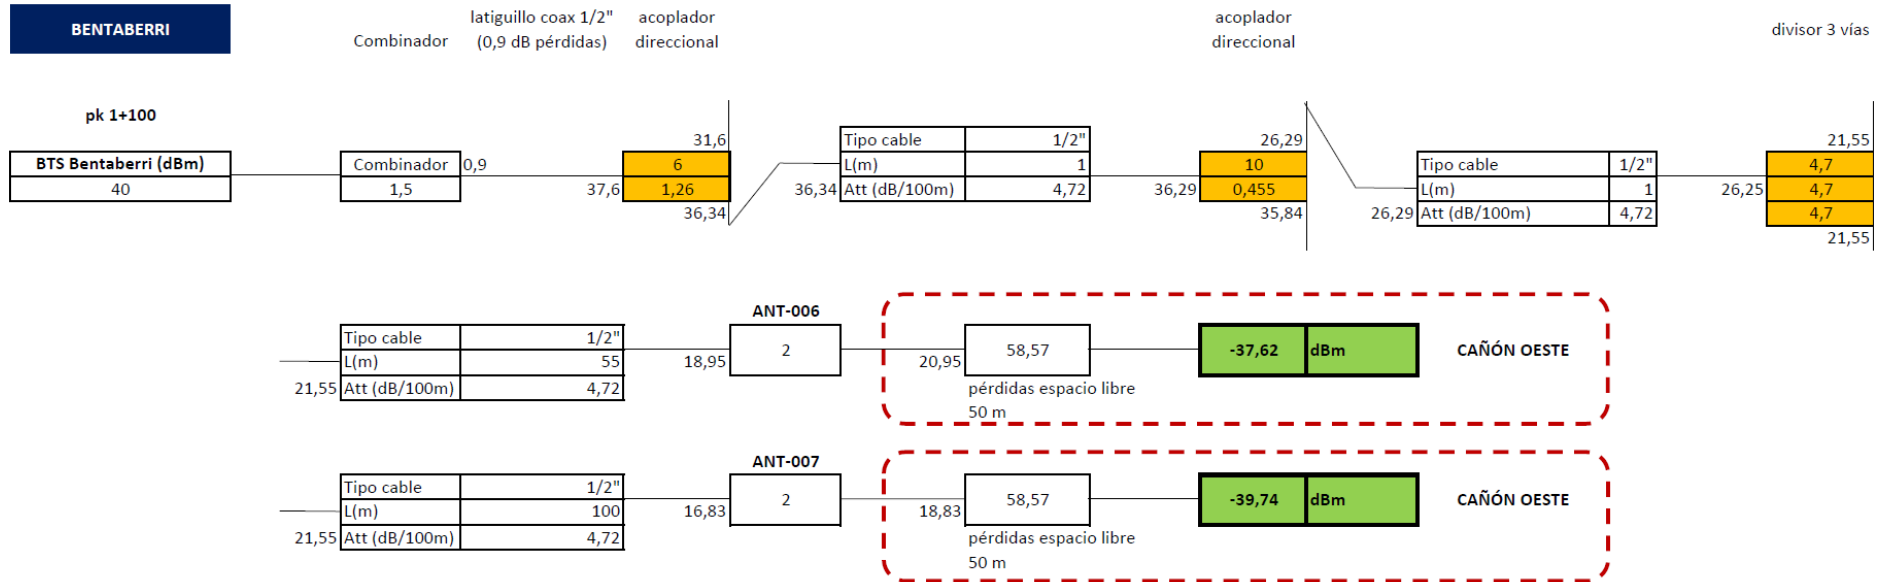 BENTABERRI
Combinador
latiguillo coax 1/2"
(0,9 dB pérdidas)
acoplador
direccional
acoplador
direccional
divisor 3 vías
pk 1+100
BTS Bentaberri (dBm)
40
Combinador
1,5
0,9
37,6
31,6
6
1,26
36,34
36,34
Tipo cable 1/2"
L(m) 1
Att (dB/100m) 4,72
36,29
26,29
10
0,455
35,84
26,29
Tipo cable 1/2"
L(m) 1
Att (dB/100m) 4,72
26,25
21,55
4,7
4,7
4,7
21,55
21,55
Tipo cable 1/2"
L(m) 55
Att (dB/100m) 4,72
18,95
ANT-006
2
20,95
58,57
pérdidas espacio libre
50 m
-37,62 dBm
CAÑÓN OESTE
21,55
Tipo cable 1/2"
L(m) 100
Att (dB/100m) 4,72
16,83
ANT-007
2
18,83
58,57
pérdidas espacio libre
50 m
-39,74 dBm
CAÑÓN OESTE